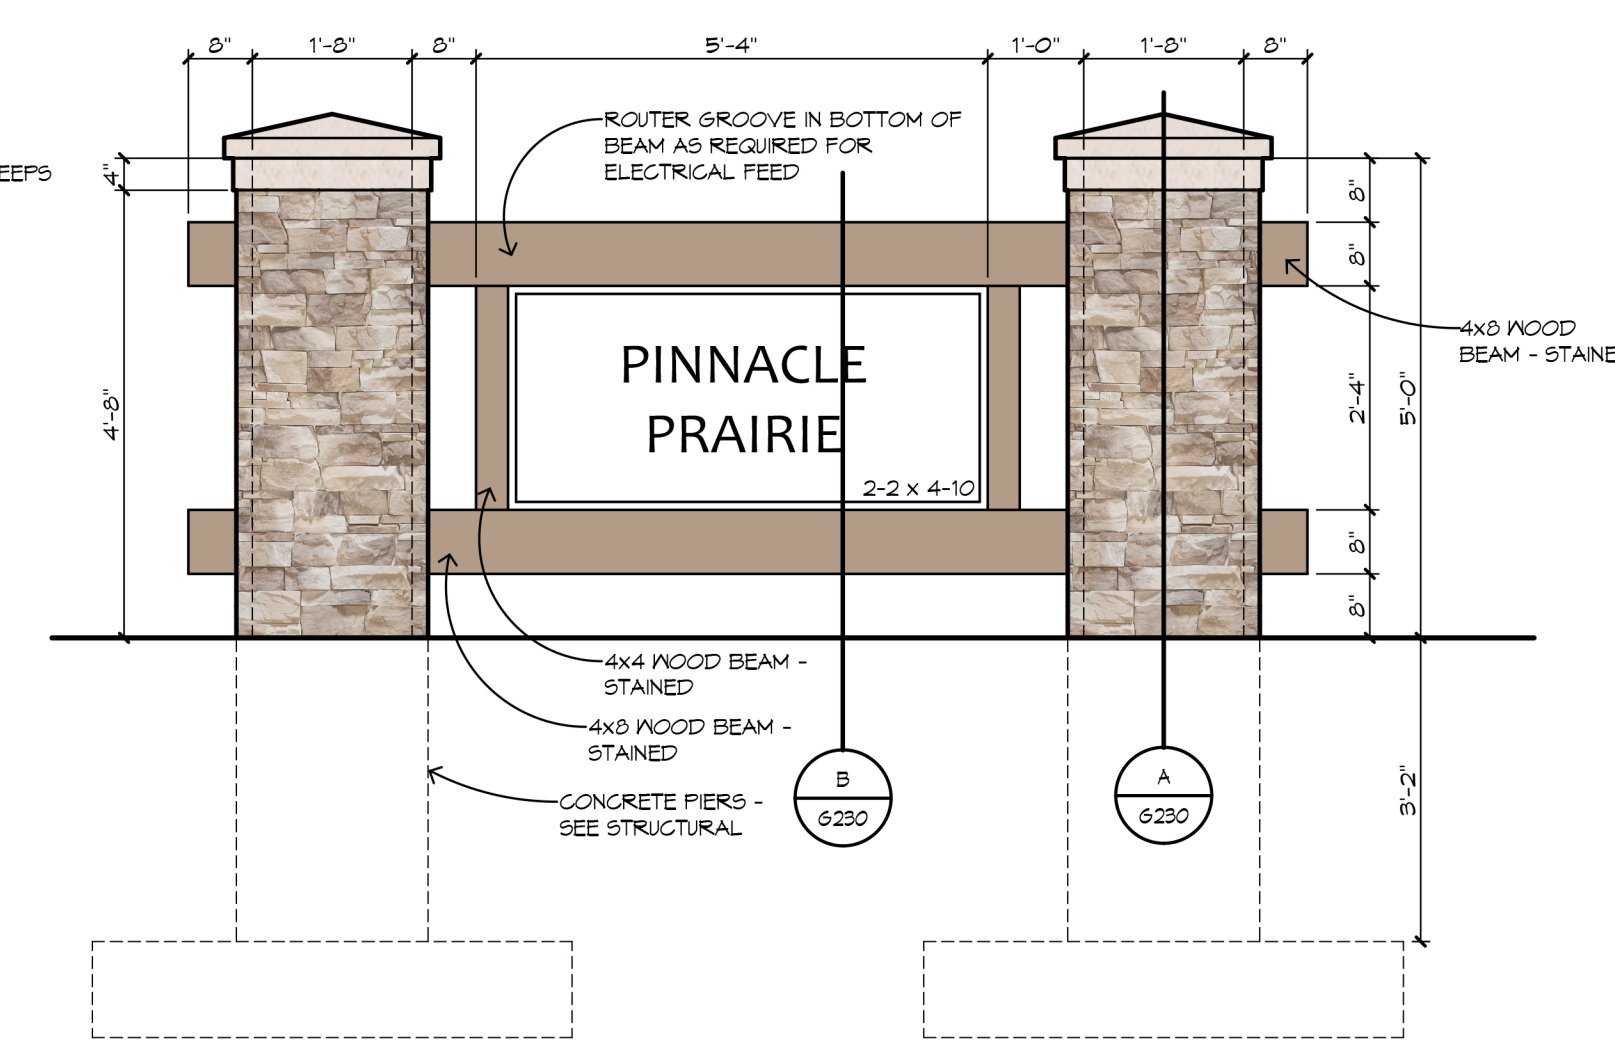 8" 1'-8" 8" 5'-4" 1'-0" 1'-8" 8"
ROUTER GROOVE IN BOTTOM OF
BEAM AS REQUIRED FOR
ELECTRICAL FEED
EEPS
4"
4'-8"
8"
8"
2'-4"
8"
8"
5'-0"
3'-2"
4x8 WOOD
BEAM - STAINE
PINNACLE
PRAIRIE
2-2 x 4-10
4x4 WOOD BEAM -
STAINED
4x8 WOOD BEAM -
STAINED
CONCRETE PIERS -
SEE STRUCTURAL
B
G230
A
G230